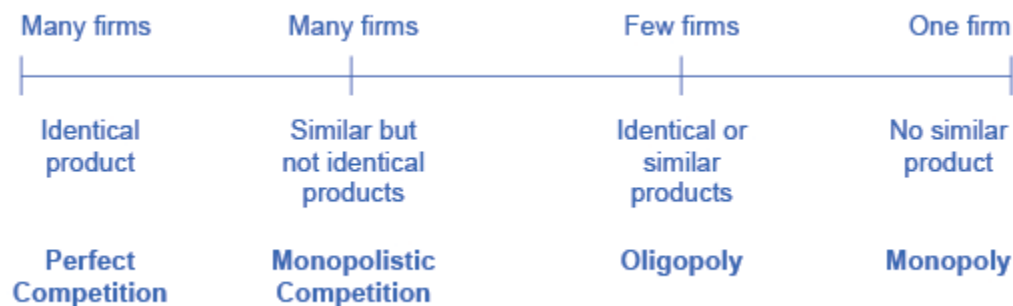 Many firms
Many firms
Few firms
One firm
Identical
product
Similar but
not identical
products
Identical or
similar
products
No similar
product
Perfect
Competition
Monopolistic
Competition
Oligopoly
Monopoly